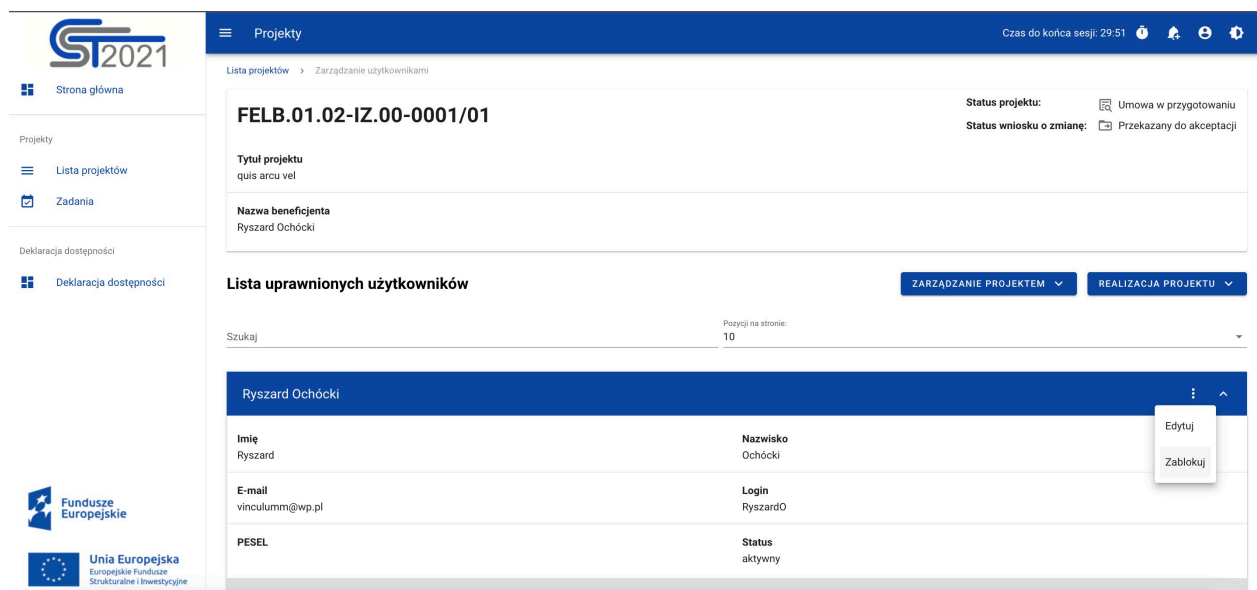 CST2021
Projekty
Czas do końca sesji: 29:51
Lista projektów > Zarządzanie użytkownikami
Strona główna
Projekty
Lista projektów
Zadania
Deklaracja dostępności
Deklaracja dostępności
Fundusze
Europejskie
Unia Europejska
Europejskie Fundusze
Strukturalne i Inwestycyjne
FELB.01.02-IZ.00-0001/01
Status projektu: Umowa w przygotowaniu
Status wniosku o zmianę: Przekazany do akceptacji
Tytuł projektu
quis arcu vel
Nazwa beneficjenta
Ryszard Ochócki
Lista uprawnionych użytkowników
ZARZĄDZANIE PROJEKTEM
REALIZACJA PROJEKTU
Szukaj
Pozycji na stronie:
10
Ryszard Ochócki
Edytuj
Zablokuj
Imię
Ryszard
Nazwisko
Ochócki
E-mail
vinculumm@wp.pl
Login
RyszardO
PESEL
Status
aktywny